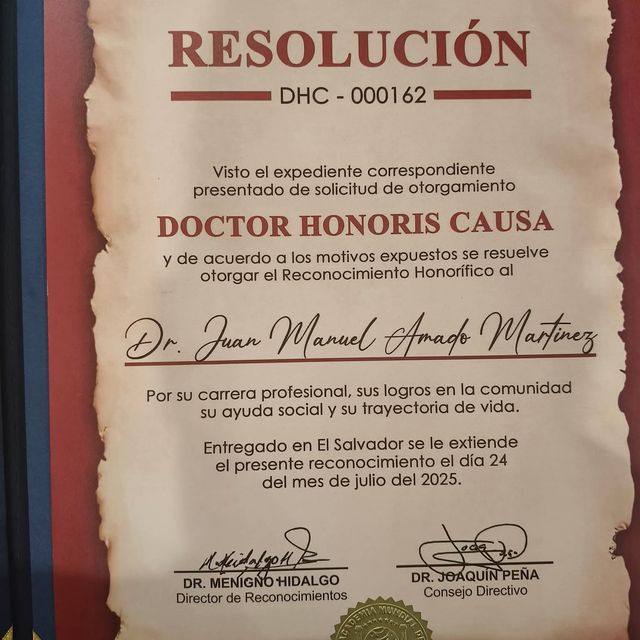 RESOLUCIÓN
DHC - 000162
Visto el expediente correspondiente
presentado de solicitud de otorgamiento
DOCTOR HONORIS CAUSA
y de acuerdo a los motivos expuestos se resuelve
otorgar el Reconocimiento Honorífico al
Dr. Juan Manuel Amado Martínez
Por su carrera profesional, sus logros en la comunidad
su ayuda social y su trayectoria de vida.
Entregado en El Salvador se le extiende
el presente reconocimiento el día 24
del mes de julio del 2025.
DR. MENIGNO HIDALGO
Director de Reconocimientos
DR. JOAQUÍN PEÑA
Consejo Directivo
ACADEMIA MUNDIAL